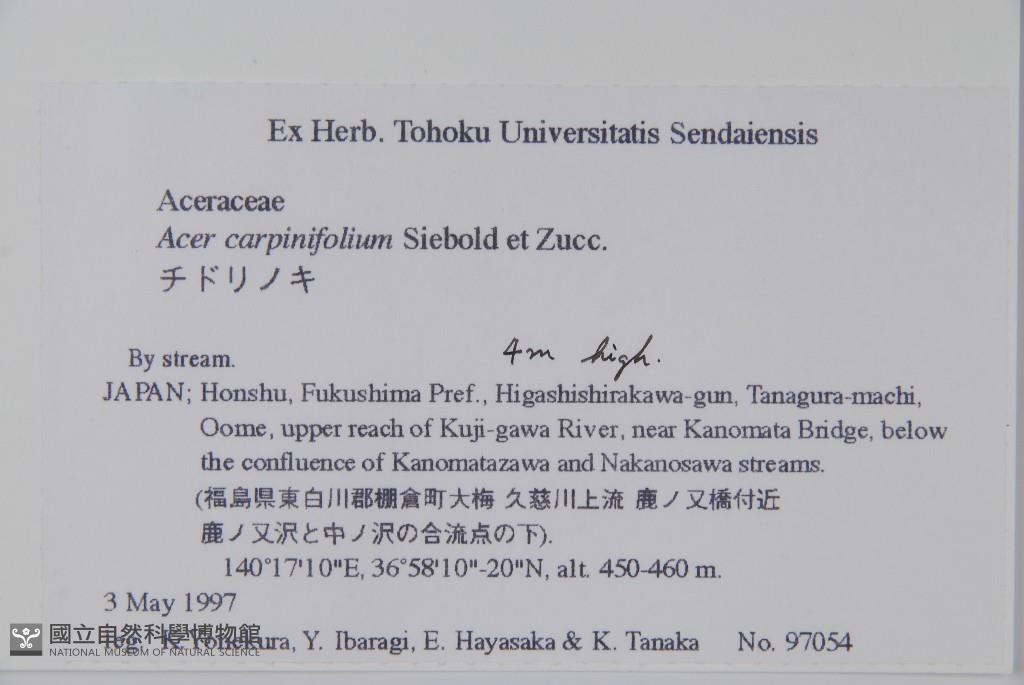 Ex Herb. Tohoku Universitatis Sendaiensis
Aceraceae
Acer carpinifolium Siebold et Zucc.
チドリノキ
By stream. 4m high.
JAPAN; Honshu, Fukushima Pref., Higashishirakawa-gun, Tanagura-machi,
Oome, upper reach of Kuji-gawa River, near Kanomata Bridge, below
the confluence of Kanomatazawa and Nakanosawa streams.
(福島県東白川郡棚倉町大梅 久慈川上流 鹿ノ又橋付近
鹿ノ又沢と中ノ沢の合流点の下).
140°17'10"E, 36°58'10"-20"N, alt. 450-460 m.
3 May 1997
leg. K. Yonekura, Y. Ibaragi, E. Hayasaka & K. Tanaka No. 97054
國立自然科學博物館
NATIONAL MUSEUM OF NATURAL SCIENCE